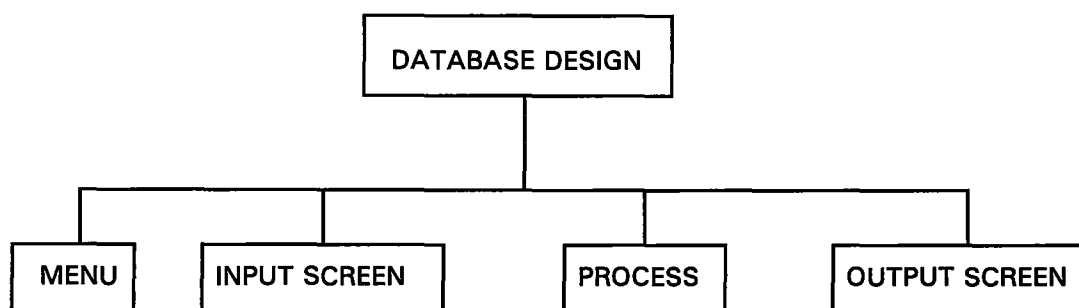 DATABASE DESIGN
MENU
INPUT SCREEN
PROCESS
OUTPUT SCREEN